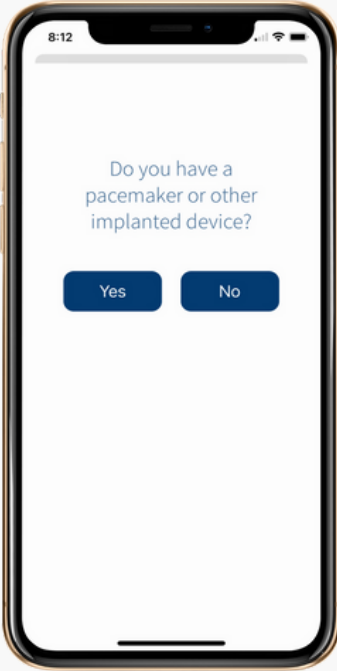 8:12
Do you have a
pacemaker or other
implanted device?
Yes No